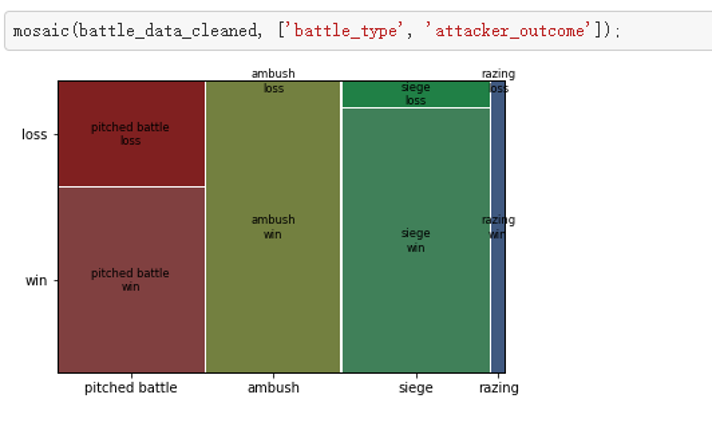 mosaic(battle_data_cleaned, ['battle_type', 'attacker_outcome']);
ambush
loss
razing
loss
siege
loss
loss
pitched battle
loss
ambush
win
razing
win
siege
win
win
pitched battle
win
pitched battle
ambush
siege
razing